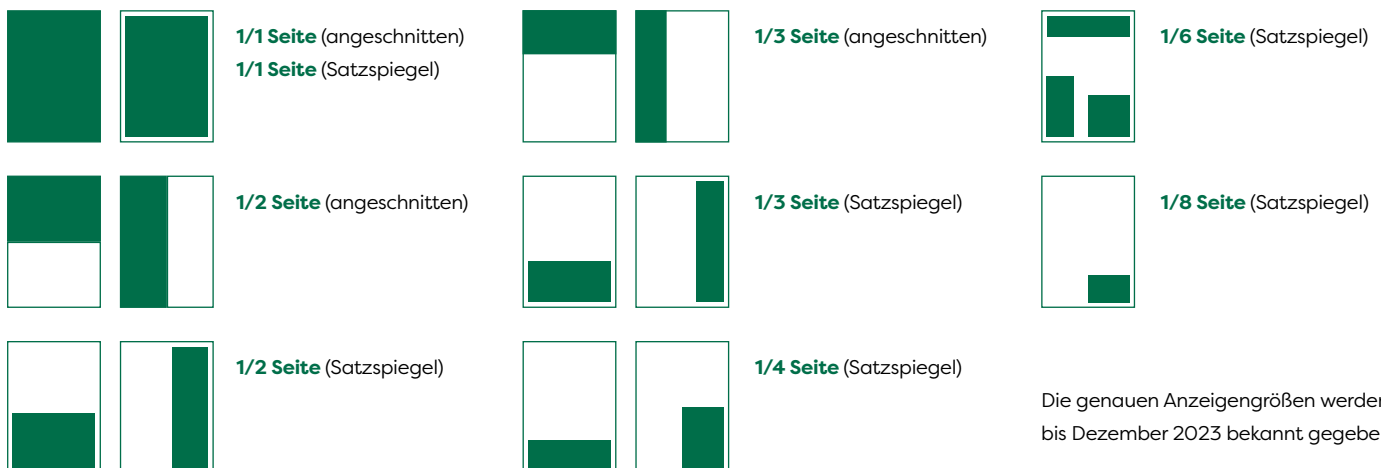 1/1 Seite (angeschnitten)
1/1 Seite (Satzspiegel)
1/2 Seite (angeschnitten)
1/2 Seite (Satzspiegel)
1/3 Seite (angeschnitten)
1/3 Seite (Satzspiegel)
1/4 Seite (Satzspiegel)
1/6 Seite (Satzspiegel)
1/8 Seite (Satzspiegel)
Die genauen Anzeigengrößen
bis Dezember 2023 bekannt